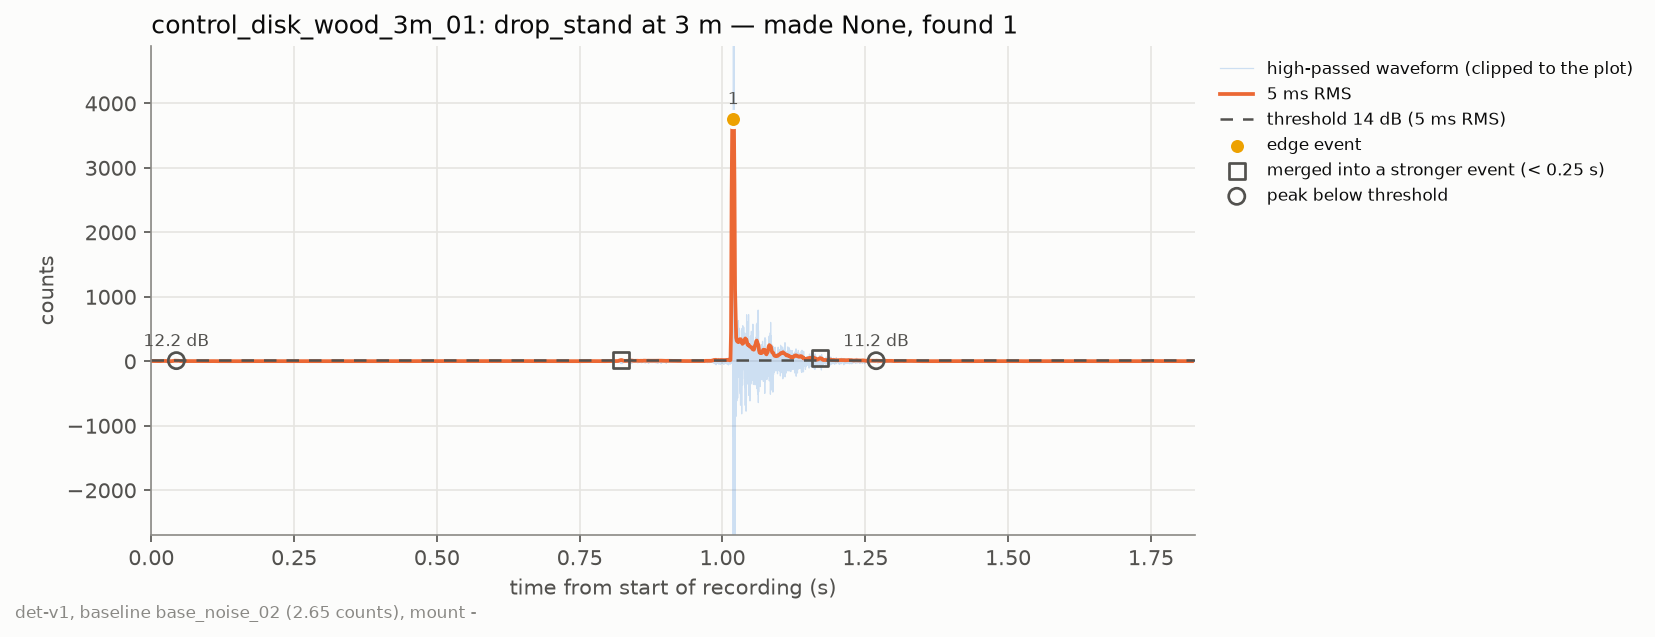 control_disk_wood_3m_01: drop_stand at 3 m — made None, found 1
high-passed waveform (clipped to the plot)
5 ms RMS
threshold 14 dB (5 ms RMS)
edge event
merged into a stronger event (< 0.25 s)
peak below threshold
counts
4000
3000
2000
1000
0
−1000
−2000
1
12.2 dB
11.2 dB
0.00 0.25 0.50 0.75 1.00 1.25 1.50 1.75
time from start of recording (s)
det-v1, baseline base_noise_02 (2.65 counts), mount -